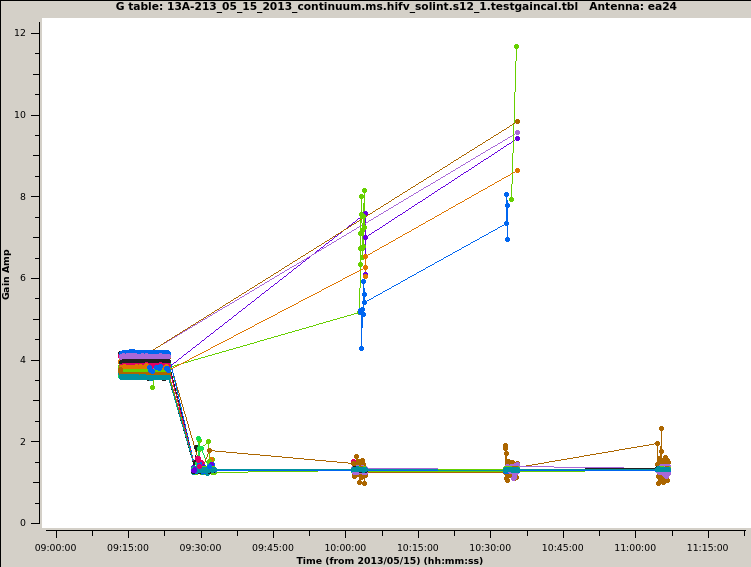 G table: 13A-213_05_15_2013_continuum.ms.hifv_solint.s12_1.testgaincal.tbl   Antenna: ea24
12
10
8
6
4
2
0
Gain Amp
09:00:00 09:15:00 09:30:00 09:45:00 10:00:00 10:15:00 10:30:00 10:45:00 11:00:00 11:15:00
Time (from 2013/05/15) (hh:mm:ss)